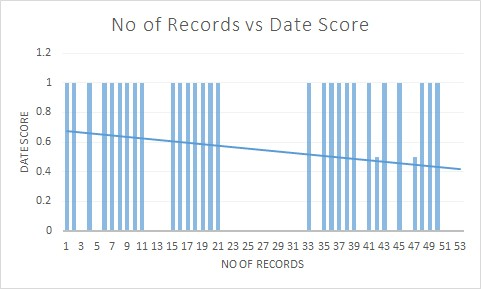 No of Records vs Date Score
1.2
1
0.8
0.6
0.4
0.2
0
DATE SCORE
1 3 5 7 9 11 13 15 17 19 21 23 25 27 29 31 33 35 37 39 41 43 45 47 49 51 53
NO OF RECORDS